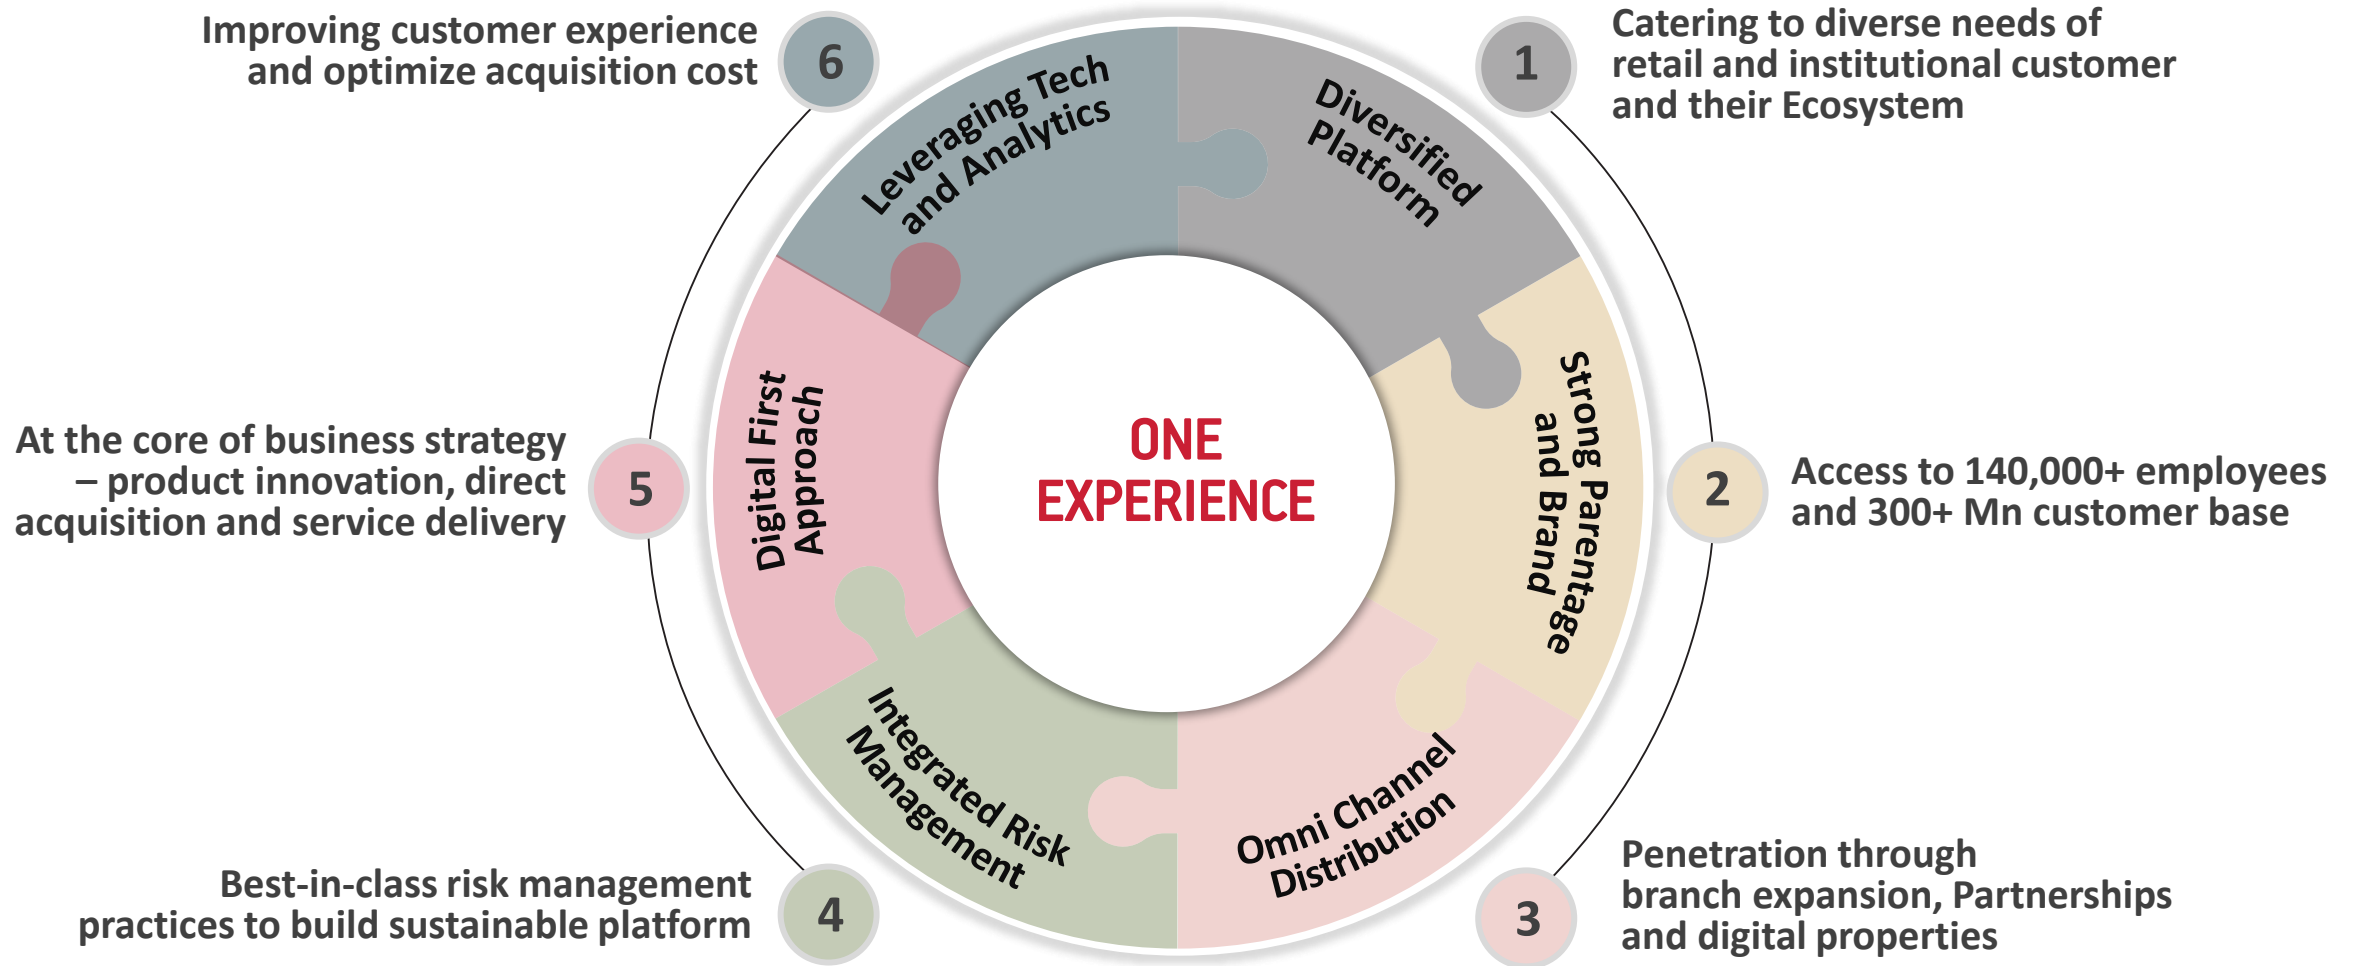 Improving customer experience
and optimize acquisition cost
6
Leveraging Tech
and Analytics
1
Catering to diverse needs of
retail and institutional customer
and their Ecosystem
Diversified
Platform
2
Access to 140,000+ employees
and 300+ Mn customer base
Strong Parentage
and Brand
3
Penetration through
branch expansion, Partnerships
and digital properties
Omni Channel
Distribution
4
Best-in-class risk management
practices to build sustainable platform
Integrated Risk
Management
5
At the core of business strategy
– product innovation, direct
acquisition and service delivery
Digital First
Approach
ONE
EXPERIENCE